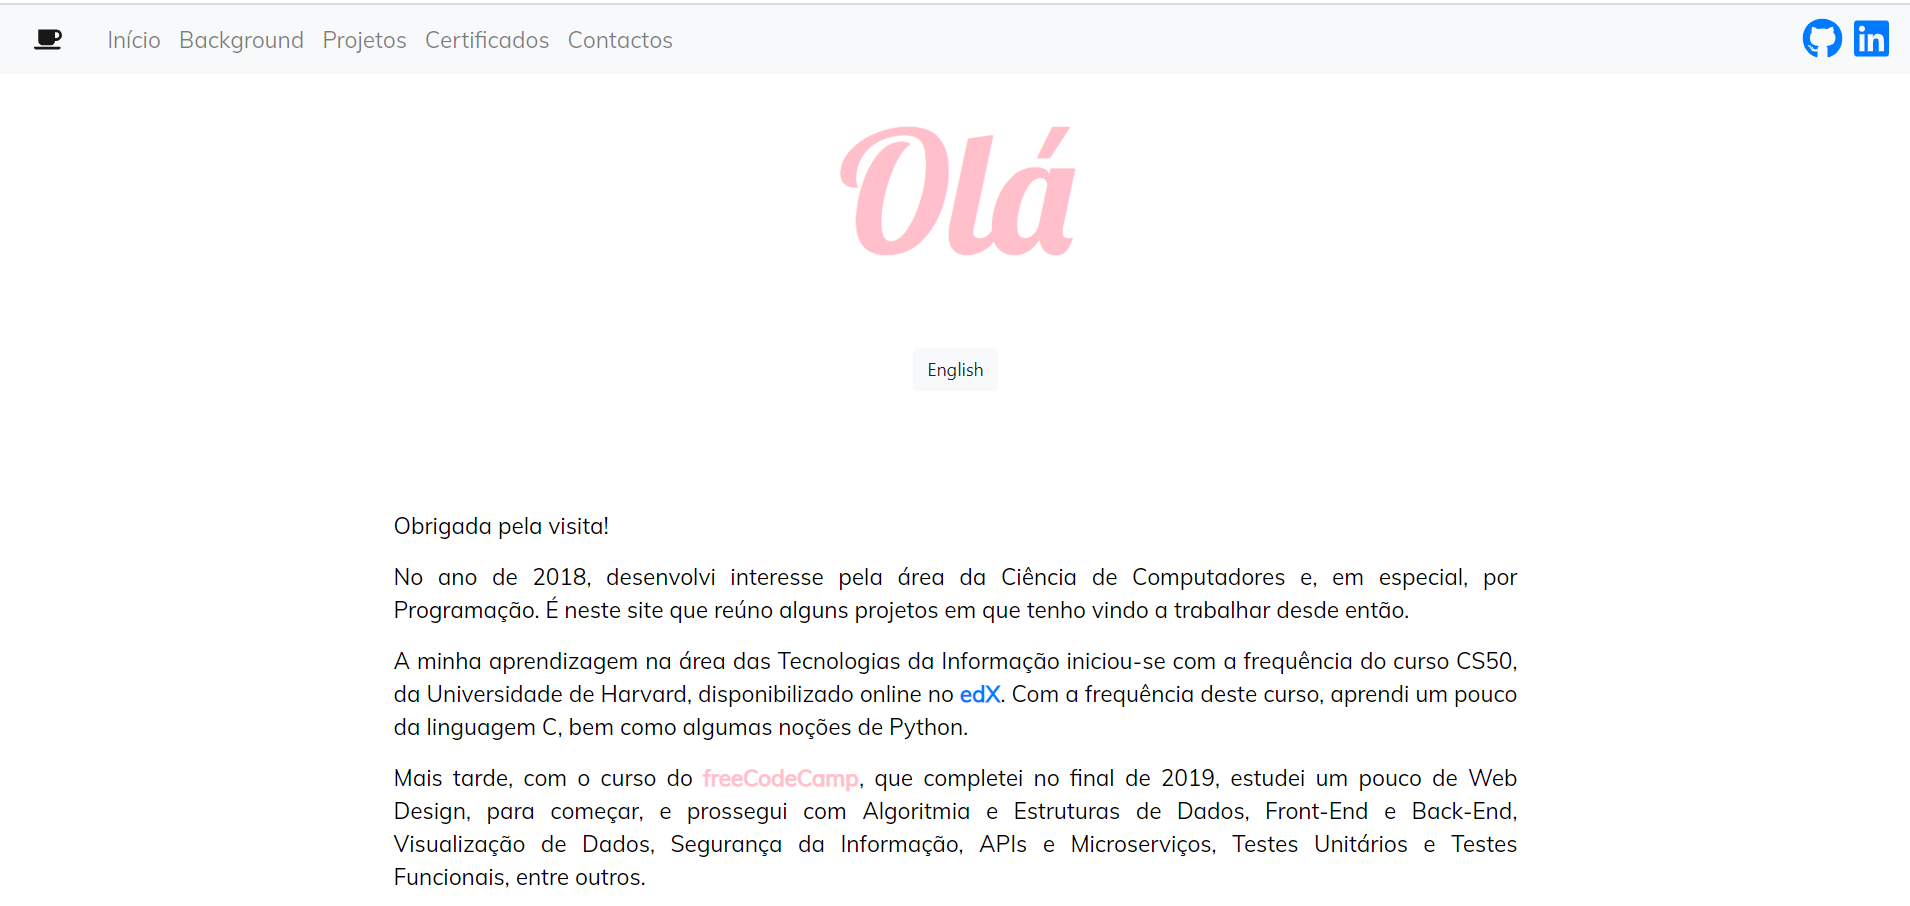 Início Background Projetos Certificados Contactos
Olá
English
Obrigada pela visita!
No ano de 2018, desenvolvi interesse pela área da Ciência de Computadores e, em especial, por
Programação. É neste site que reúno alguns projetos em que tenho vindo a trabalhar desde então.
A minha aprendizagem na área das Tecnologias da Informação iniciou-se com a frequência do curso CS50,
da Universidade de Harvard, disponibilizado online no edX. Com a frequência deste curso, aprendi um pouco
da linguagem C, bem como algumas noções de Python.
Mais tarde, com o curso do freeCodeCamp, que completei no final de 2019, estudei um pouco de Web
Design, para começar, e prossegui com Algoritmia e Estruturas de Dados, Front-End e Back-End,
Visualização de Dados, Segurança da Informação, APIs e Microserviços, Testes Unitários e Testes
Funcionais, entre outros.